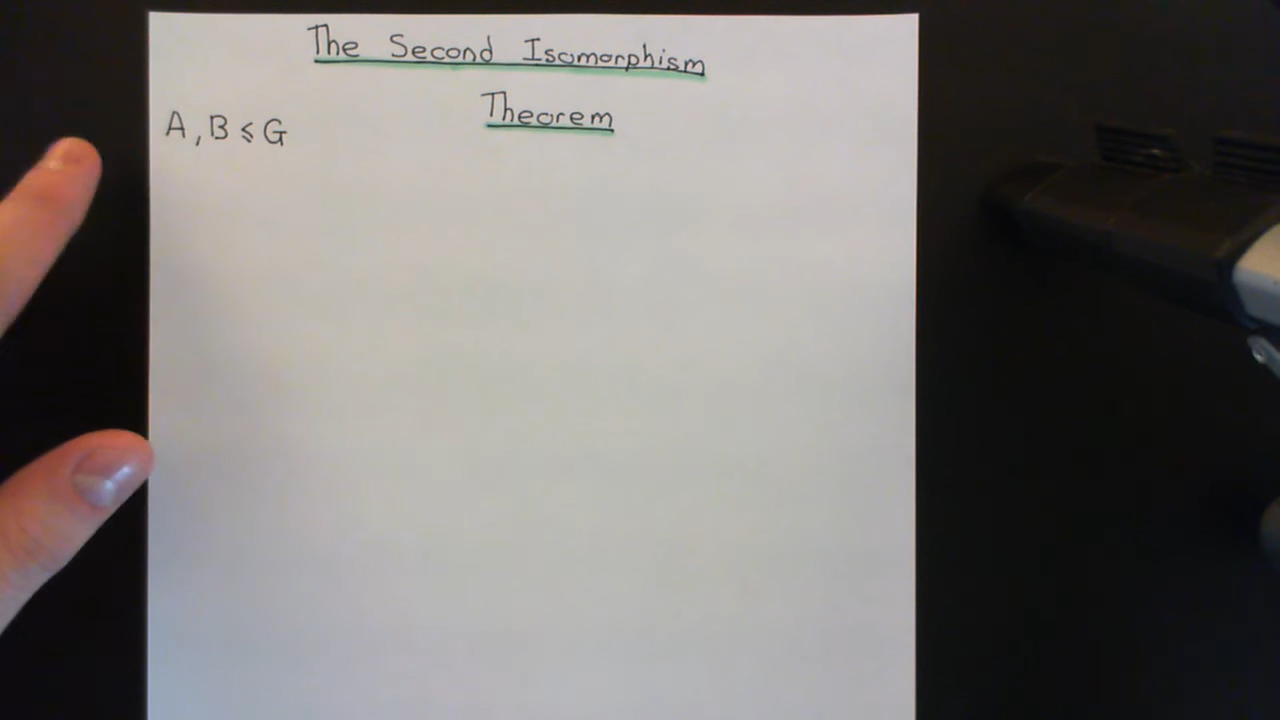 The Second Isomorphism
Theorem
A, B ⩽ G